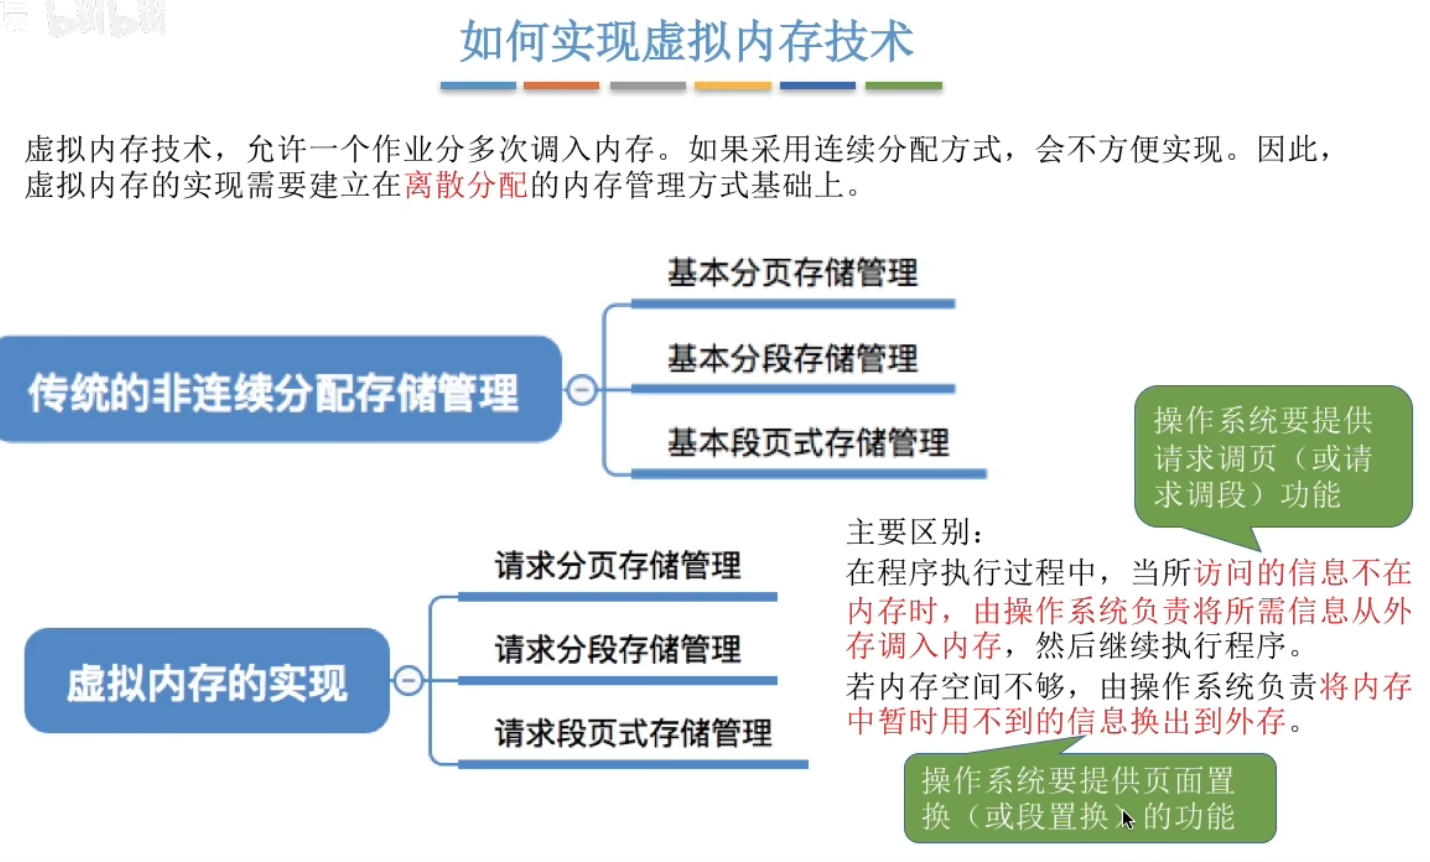 bilibili
如何实现虚拟内存技术
虚拟内存技术，允许一个作业分多次调入内存。如果采用连续分配方式，会不方便实现。因此，
虚拟内存的实现需要建立在离散分配的内存管理方式基础上。
传统的非连续分配存储管理
基本分页存储管理
基本分段存储管理
基本段页式存储管理
虚拟内存的实现
请求分页存储管理
请求分段存储管理
请求段页式存储管理
操作系统要提供
请求调页（或请
求调段）功能
主要区别：
在程序执行过程中，当所访问的信息不在
内存时，由操作系统负责将所需信息从外
存调入内存，然后继续执行程序。
若内存空间不够，由操作系统负责将内存
中暂时用不到的信息换出到外存。
操作系统要提供页面置
换（或段置换）的功能